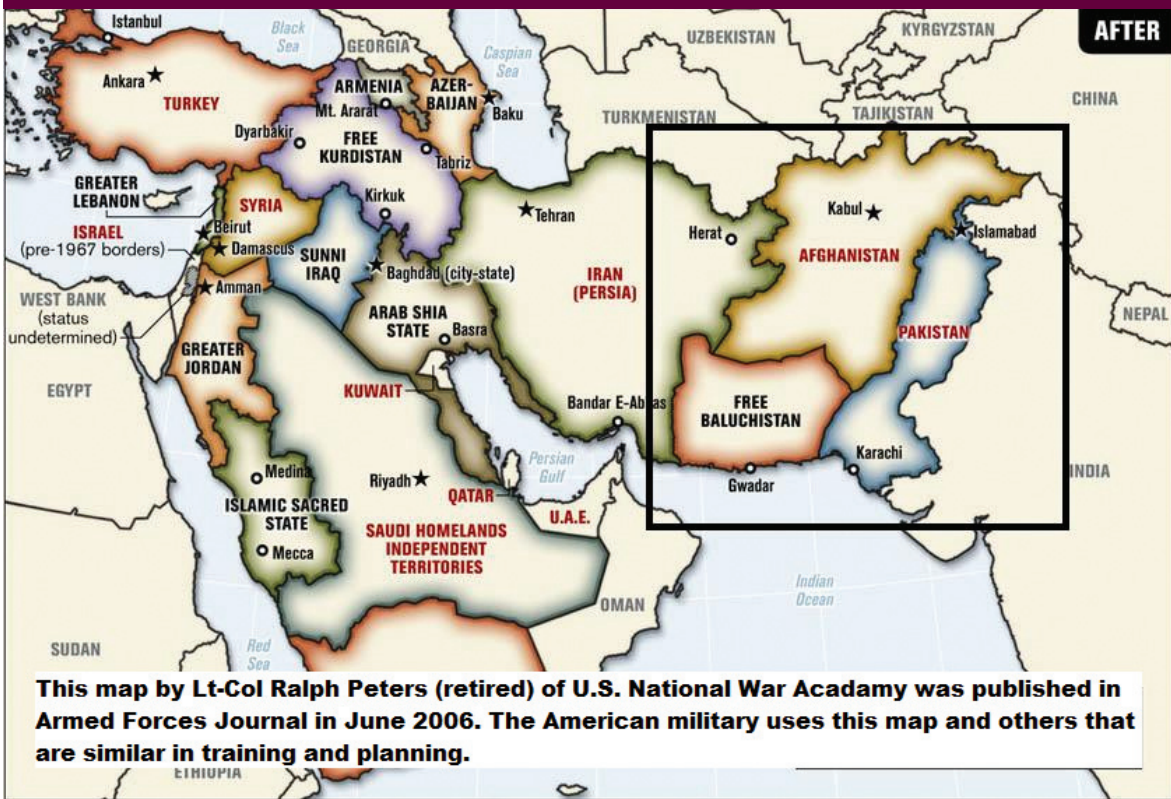 Istanbul
Black
Sea
GEORGIA
Caspian
Sea
UZBEKISTAN
KYRGYZSTAN
AFTER
Ankara
TURKEY
ARMENIA
AZER-
BAIJAN
Mt. Ararat
Baku
TURKMENISTAN
TAJIKISTAN
CHINA
Dyarbakir
FREE
KURDISTAN
Tabriz
GREATER
LEBANON
SYRIA
Kirkuk
Tehran
Herat
Kabul
Islamabad
ISRAEL
(pre-1967 borders)
Beirut
Damascus
SUNNI
IRAQ
Baghdad (city-state)
IRAN
(PERSIA)
AFGHANISTAN
WEST BANK
(status
undetermined)
Amman
ARAB SHIA
STATE
Basra
PAKISTAN
NEPAL
GREATER
JORDAN
EGYPT
KUWAIT
Bandar E-Abbas
FREE
BALUCHISTAN
Medina
Riyadh
Persian
Gulf
Karachi
INDIA
Gwadar
QATAR
U.A.E.
ISLAMIC SACRED
STATE
Mecca
SAUDI HOMELANDS
INDEPENDENT
TERRITORIES
Indian
Ocean
OMAN
SUDAN
Red
Sea
This map by Lt-Col Ralph Peters (retired) of U.S. National War Acadamy was published in
Armed Forces Journal in June 2006. The American military uses this map and others that
are similar in training and planning.
ETHIOPIA